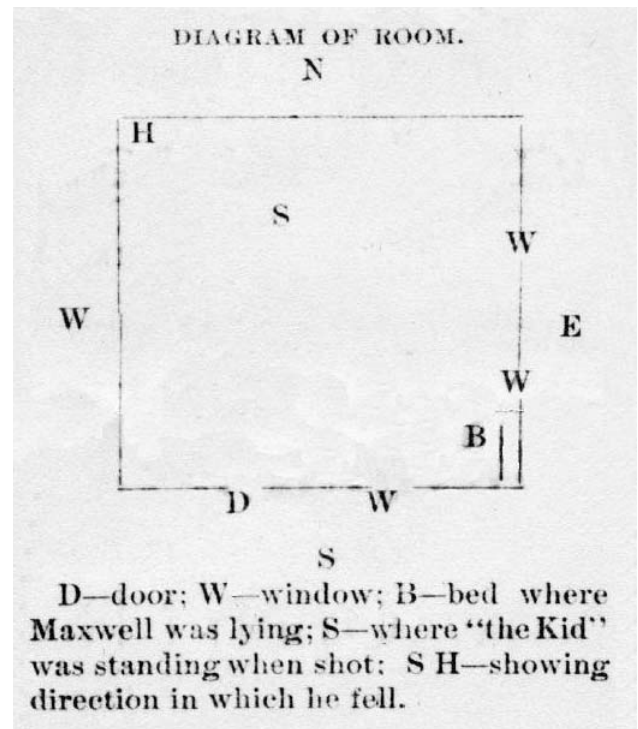 DIAGRAM OF ROOM.
N
H
S
W
W
E
W
B
D W
S
D—door; W—window; B—bed where
Maxwell was lying; S—where “the Kid”
was standing when shot; S H—showing
direction in which he fell.